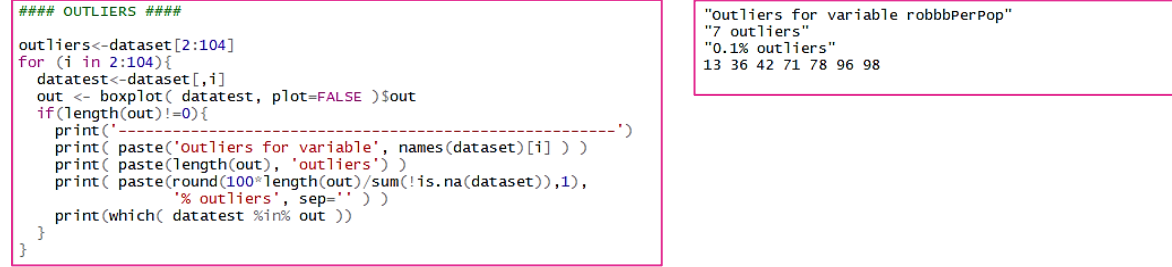 #### OUTLIERS ####
outliers<-dataset[2:104]
for (i in 2:104){
  datatest<-dataset[,i]
  out <- boxplot( datatest, plot=FALSE )$out
  if(length(out)!=0){
    print('-------------------------------------------------------')
    print( paste('Outliers for variable', names(dataset)[i] ) )
    print( paste(length(out), 'outliers') )
    print( paste(round(100*length(out)/sum(!is.na(dataset)),1),
                 '% outliers', sep='' ) )
    print(which( datatest %in% out ))
  }
}
"Outliers for variable robbbPerPop"
"7 outliers"
"0.1% outliers"
13 36 42 71 78 96 98